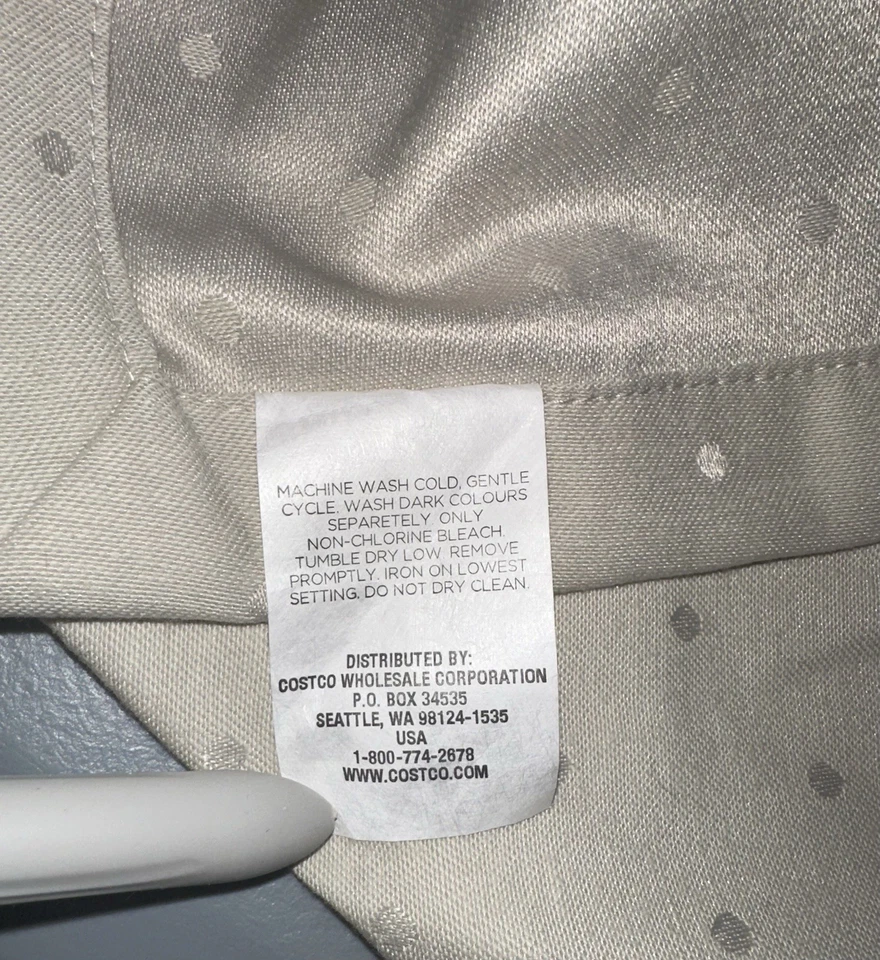 MACHINE WASH COLD, GENTLE
CYCLE. WASH DARK COLOURS
SEPARETELY. ONLY
NON-CHLORINE BLEACH.
TUMBLE DRY LOW. REMOVE
PROMPTLY. IRON ON LOWEST
SETTING. DO NOT DRY CLEAN.
DISTRIBUTED BY:
COSTCO WHOLESALE CORPORATION
P.O. BOX 34535
SEATTLE, WA 98124-1535
USA
1-800-774-2678
WWW.COSTCO.COM